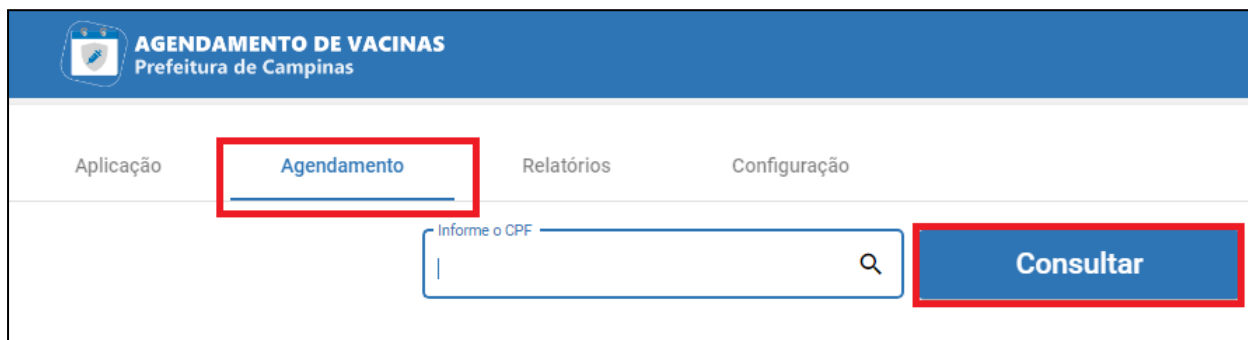 AGENDAMENTO DE VACINAS
Prefeitura de Campinas
Aplicação Agendamento Relatórios Configuração
Informe o CPF
Consultar